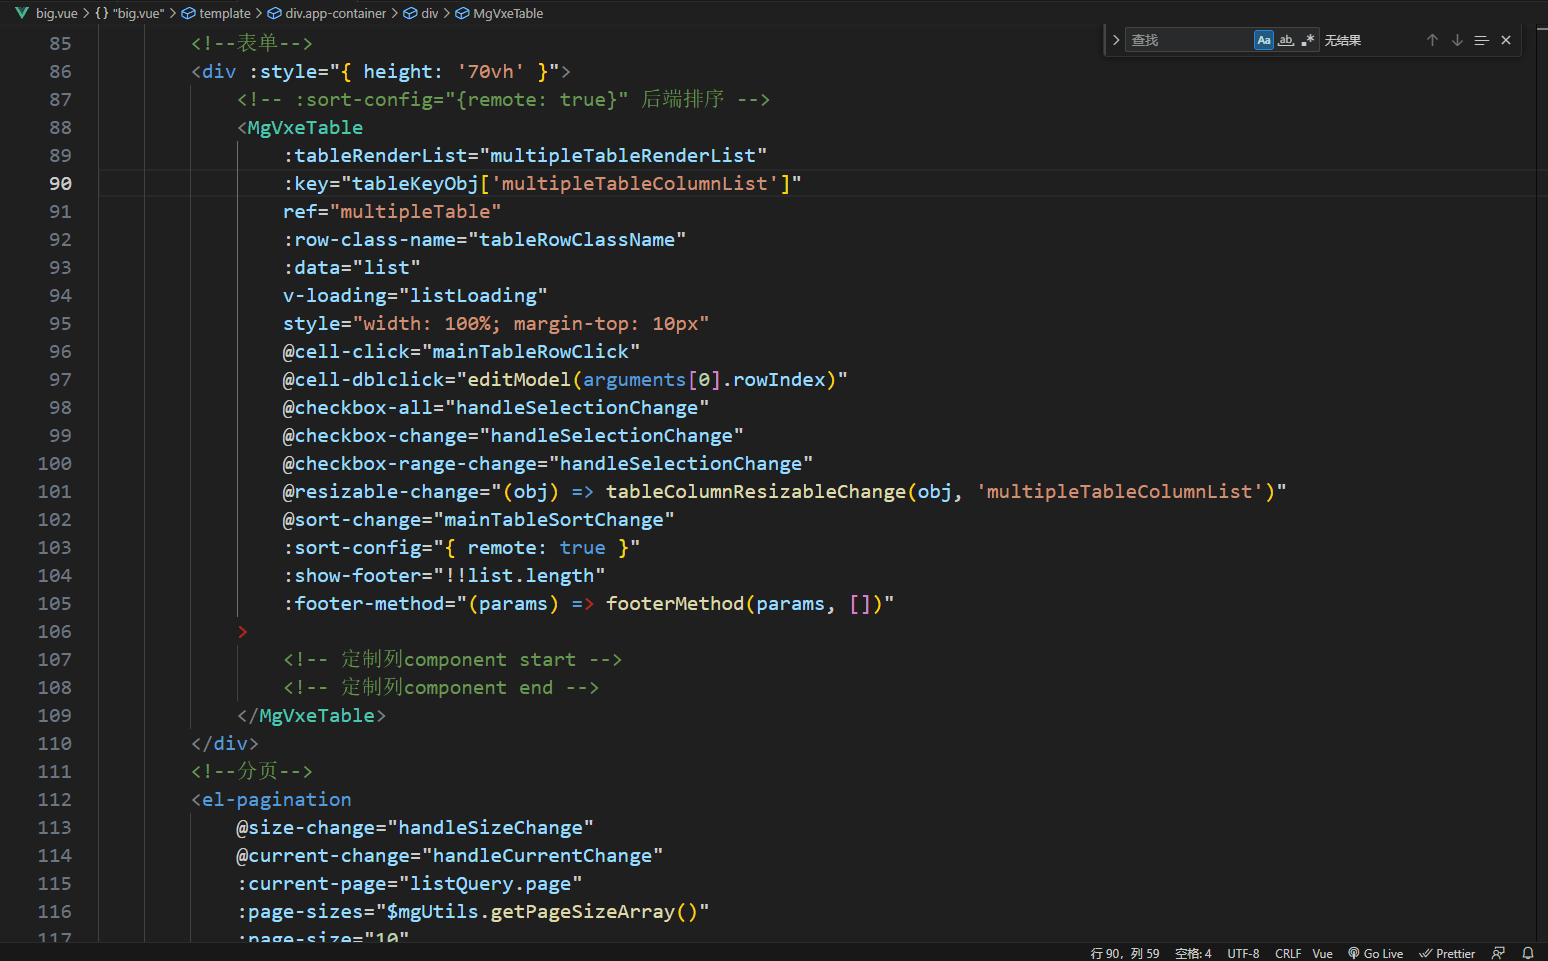 big.vue > {} "big.vue" > template > div.app-container > div > MgVxeTable
查找 Aa ab .* 无结果
85 <!--表单-->
86 <div :style="{ height: '70vh' }">
87 <!-- :sort-config="{remote: true}" 后端排序 -->
88 <MgVxeTable
89 :tableRenderList="multipleTableRenderList"
90 :key="tableKeyObj['multipleTableColumnList']"
91 ref="multipleTable"
92 :row-class-name="tableRowClassName"
93 :data="list"
94 v-loading="listLoading"
95 style="width: 100%; margin-top: 10px"
96 @cell-click="mainTableRowClick"
97 @cell-dblclick="editModel(arguments[0].rowIndex)"
98 @checkbox-all="handleSelectionChange"
99 @checkbox-change="handleSelectionChange"
100 @checkbox-range-change="handleSelectionChange"
101 @resizable-change="(obj) => tableColumnResizableChange(obj, 'multipleTableColumnList')"
102 @sort-change="mainTableSortChange"
103 :sort-config="{ remote: true }"
104 :show-footer="!!list.length"
105 :footer-method="(params) => footerMethod(params, [])"
106 >
107 <!-- 定制列component start -->
108 <!-- 定制列component end -->
109 </MgVxeTable>
110 </div>
111 <!--分页-->
112 <el-pagination
113 @size-change="handleSizeChange"
114 @current-change="handleCurrentChange"
115 :current-page="listQuery.page"
116 :page-sizes="$mgUtils.getPageSizeArray()"
117 :page-size="10"
行 90，列 59 空格: 4 UTF-8 CRLF Vue Go Live Prettier